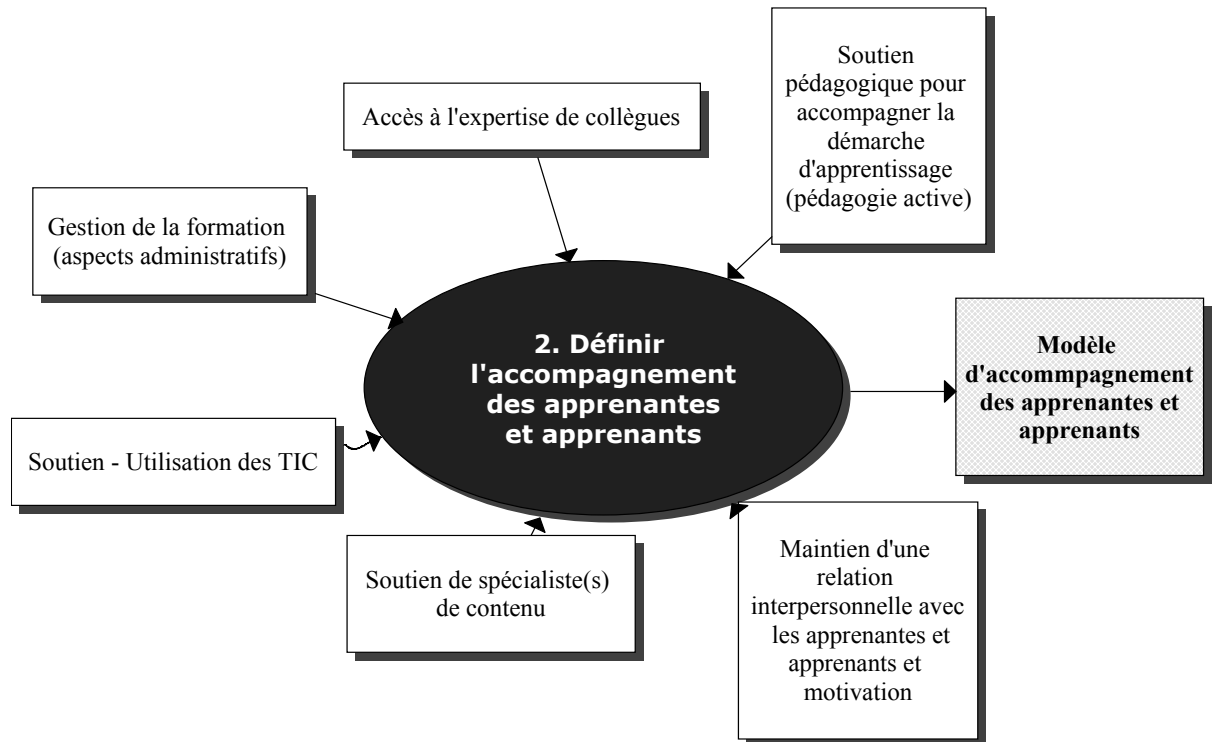 Soutien
pédagogique pour
accompagner la
démarche
d'apprentissage
(pédagogie active)
Accès à l'expertise de collègues
Gestion de la formation
(aspects administratifs)
2. Définir
l'accompagnement
des apprenantes
et apprenants
Modèle
d'accommpagnement
des apprenantes et
apprenants
Soutien - Utilisation des TIC
Soutien de spécialiste(s)
de contenu
Maintien d'une
relation
interpersonnelle avec
les apprenantes et
apprenants et
motivation